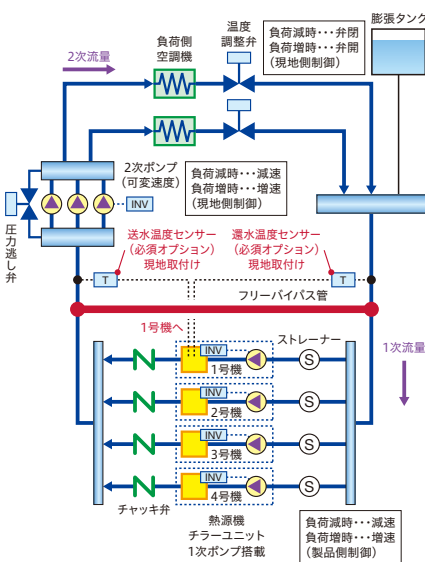 膨張タンク
負荷側
空調機
温度
調整弁
負荷減時･･･弁閉
負荷増時･･･弁開
（現地側制御）
2次流量
2次ポンプ
（可変速度）
INV
負荷減時･･･減速
負荷増時･･･増速
（現地側制御）
圧力逃し弁
送水温度センサー
（必須オプション）
現地取付け
還水温度センサー
（必須オプション）
現地取付け
T
T
フリーバイパス管
1号機へ
ストレーナー
1次流量
INV
1号機
S
INV
2号機
S
INV
3号機
S
INV
4号機
S
チャッキ弁
熱源機
チラーユニット
1次ポンプ搭載
負荷減時･･･減速
負荷増時･･･増速
（製品側制御）